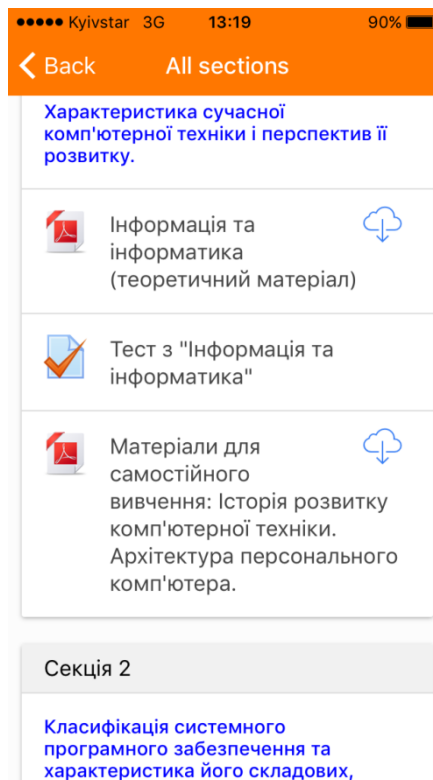 Kyivstar 3G 13:19 90%
Back All sections
Характеристика сучасної
комп'ютерної техніки і перспектив її
розвитку.
Інформація та
інформатика
(теоретичний матеріал)
Тест з "Інформація та
інформатика"
Матеріали для
самостійного
вивчення: Історія розвитку
комп'ютерної техніки.
Архітектура персонального
комп'ютера.
Секція 2
Класифікація системного
програмного забезпечення та
характеристика його складових,